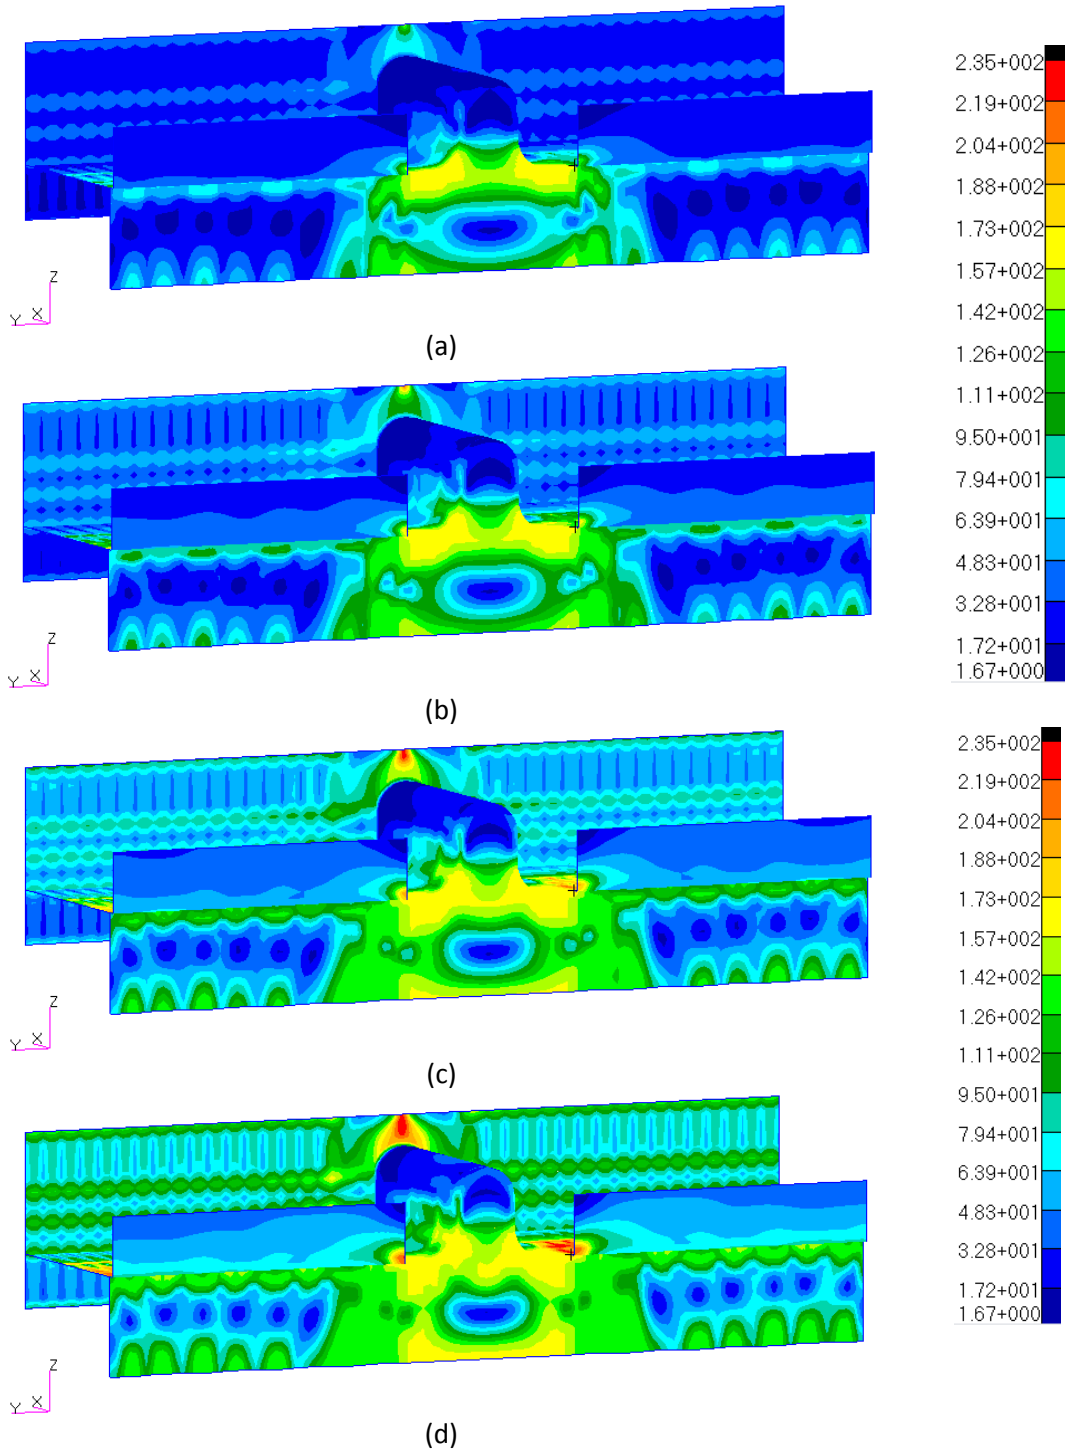 2.35+002
2.19+002
2.04+002
1.88+002
1.73+002
1.57+002
1.42+002
1.26+002
1.11+002
9.50+001
7.94+001
6.39+001
4.83+001
3.28+001
1.72+001
1.67+000
Z
X
Y
(a)
Z
X
Y
(b)
2.35+002
2.19+002
2.04+002
1.88+002
1.73+002
1.57+002
1.42+002
1.26+002
1.11+002
9.50+001
7.94+001
6.39+001
4.83+001
3.28+001
1.72+001
1.67+000
Z
X
Y
(c)
Z
X
Y
(d)